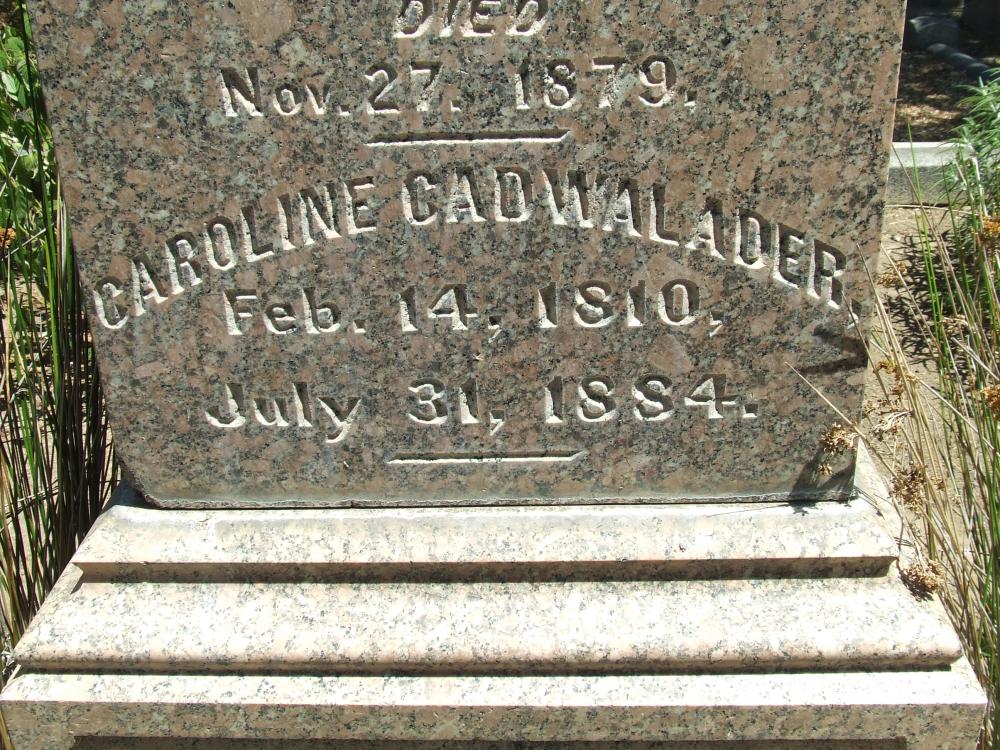 DIED
Nov. 27. 1879.
CAROLINE CADWALADER,
Feb. 14, 1810,
July 31, 1884.